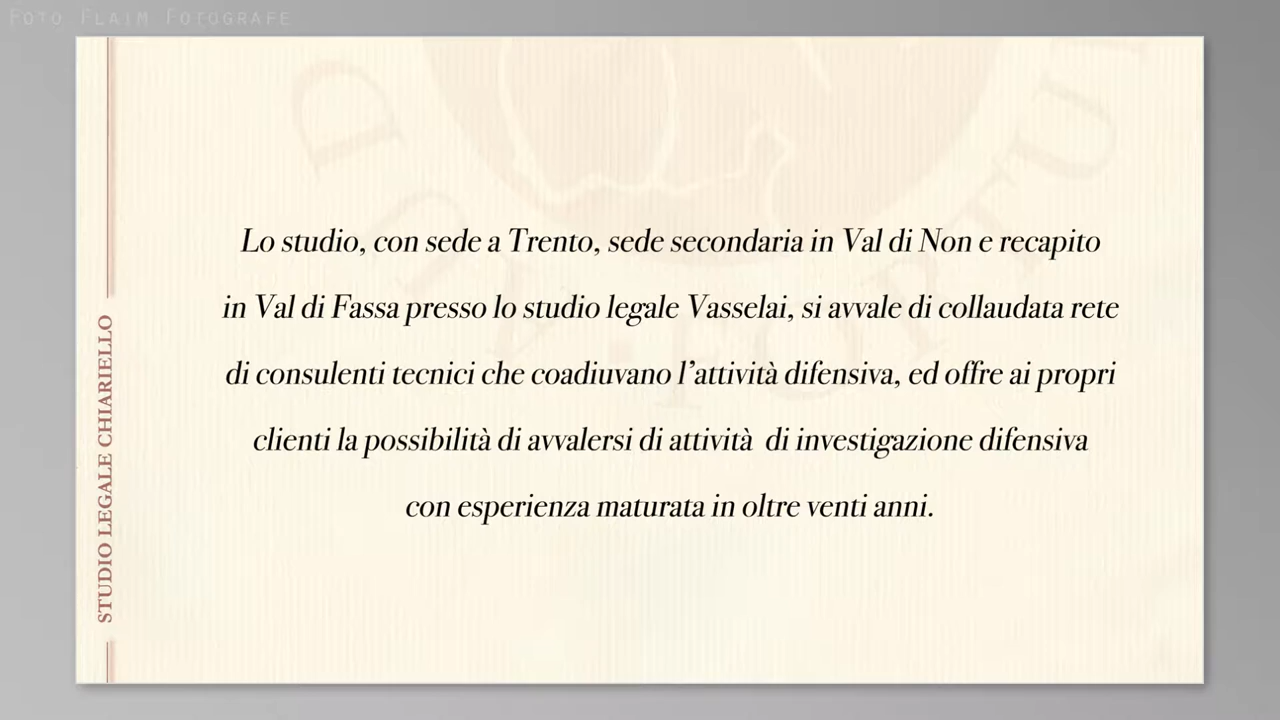 Foto Flaim Fotografe
Lo studio, con sede a Trento, sede secondaria in Val di Non e recapito
in Val di Fassa presso lo studio legale Vasselai, si avvale di collaudata rete
di consulenti tecnici che coadiuvano l’attività difensiva, ed offre ai propri
clienti la possibilità di avvalersi di attività  di investigazione difensiva
con esperienza maturata in oltre venti anni.
STUDIO LEGALE CHIARIELLO